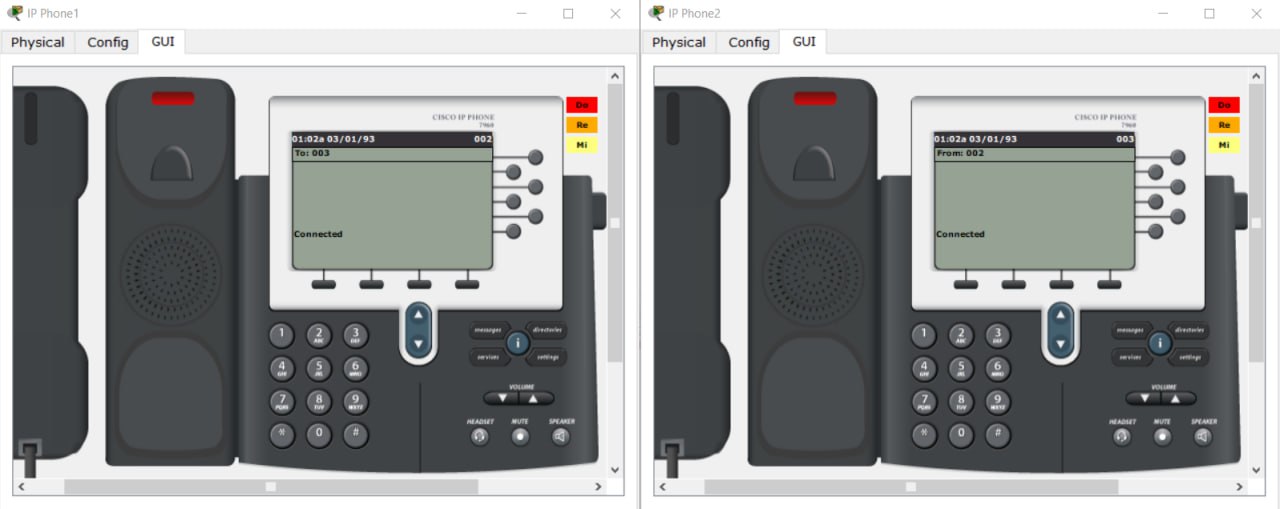 IP Phone1
Physical Config GUI
CISCO IP PHONE
7960
01:02a 03/01/93 002
To: 003
Connected
Do
Re
Mi
1 2 ABC 3 DEF
4 GHI 5 JKL 6 MNO
7 PQRS 8 TUV 9 WXYZ
* 0 #
messages directories
i
services settings
VOLUME
HEADSET MUTE SPEAKER
IP Phone2
Physical Config GUI
CISCO IP PHONE
7960
01:02a 03/01/93 003
From: 002
Connected
Do
Re
Mi
1 2 ABC 3 DEF
4 GHI 5 JKL 6 MNO
7 PQRS 8 TUV 9 WXYZ
* 0 #
messages directories
i
services settings
VOLUME
HEADSET MUTE SPEAKER